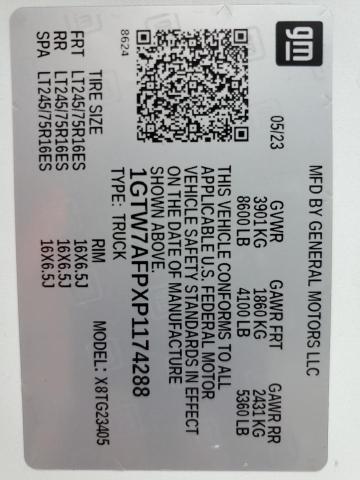 gm
MFD BY GENERAL MOTORS LLC
05/23
GVWR GAWR FRT GAWR RR
3901 KG 1860 KG 2431 KG
8600 LB 4100 LB 5360 LB
THIS VEHICLE CONFORMS TO ALL
APPLICABLE U.S. FEDERAL MOTOR
VEHICLE SAFETY STANDARDS IN EFFECT
ON THE DATE OF MANUFACTURE
SHOWN ABOVE.
1GTW7AFPXP1174288
TYPE: TRUCK
8624
MODEL: X8TG23405
TIRE SIZE RIM
FRT LT245/75R16ES 16X6.5J
RR LT245/75R16ES 16X6.5J
SPA LT245/75R16ES 16X6.5J